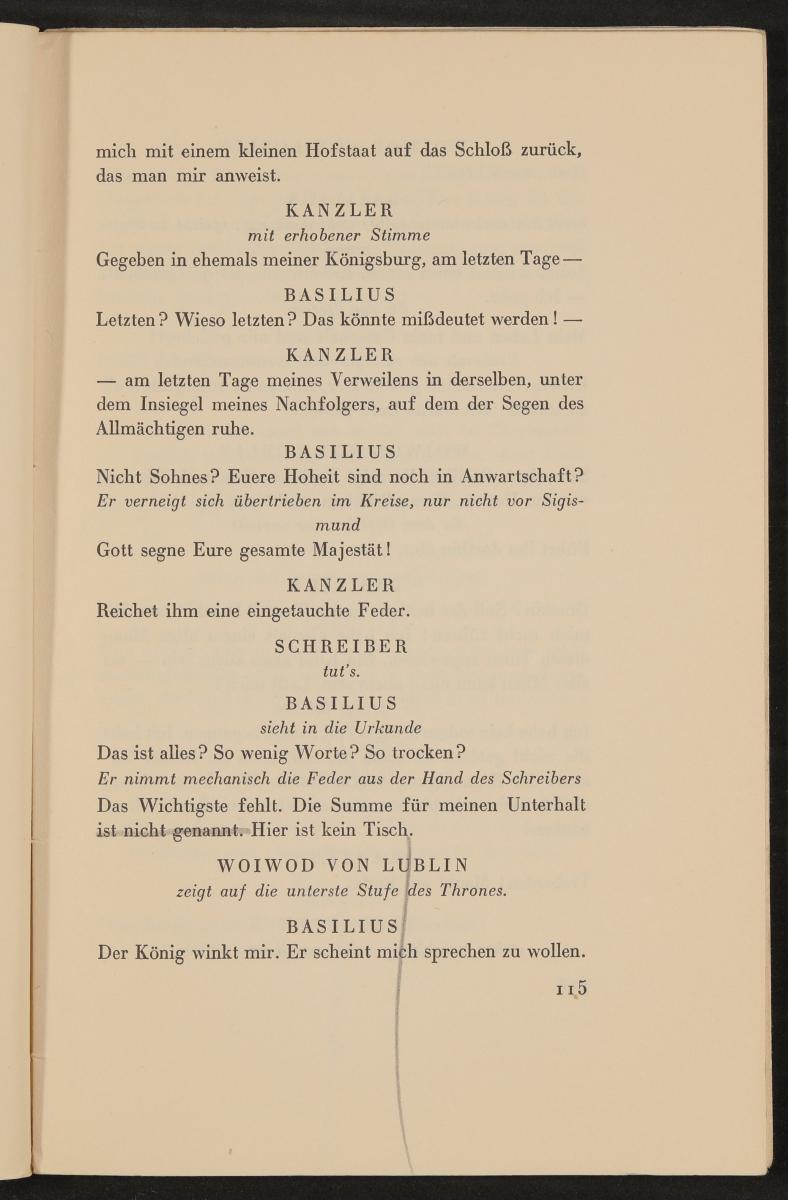 mich mit einem kleinen Hofstaat auf das Schloß zurück,
das man mir anweist.
KANZLER
mit erhobener Stimme
Gegeben in ehemals meiner Königsburg, am letzten Tage —
BASILIUS
Letzten? Wieso letzten? Das könnte mißdeutet werden! —
KANZLER
— am letzten Tage meines Verweilens in derselben, unter
dem Insiegel meines Nachfolgers, auf dem der Segen des
Allmächtigen ruhe.
BASILIUS
Nicht Sohnes? Euere Hoheit sind noch in Anwartschaft?
Er verneigt sich übertrieben im Kreise, nur nicht vor Sigis-
mund
Gott segne Eure gesamte Majestät!
KANZLER
Reichet ihm eine eingetauchte Feder.
SCHREIBER
tut's.
BASILIUS
sieht in die Urkunde
Das ist alles? So wenig Worte? So trocken?
Er nimmt mechanisch die Feder aus der Hand des Schreibers
Das Wichtigste fehlt. Die Summe für meinen Unterhalt
ist nicht genannt. Hier ist kein Tisch.
WOIWOD VON LUBLIN
zeigt auf die unterste Stufe des Thrones.
BASILIUS
Der König winkt mir. Er scheint mich sprechen zu wollen.
115